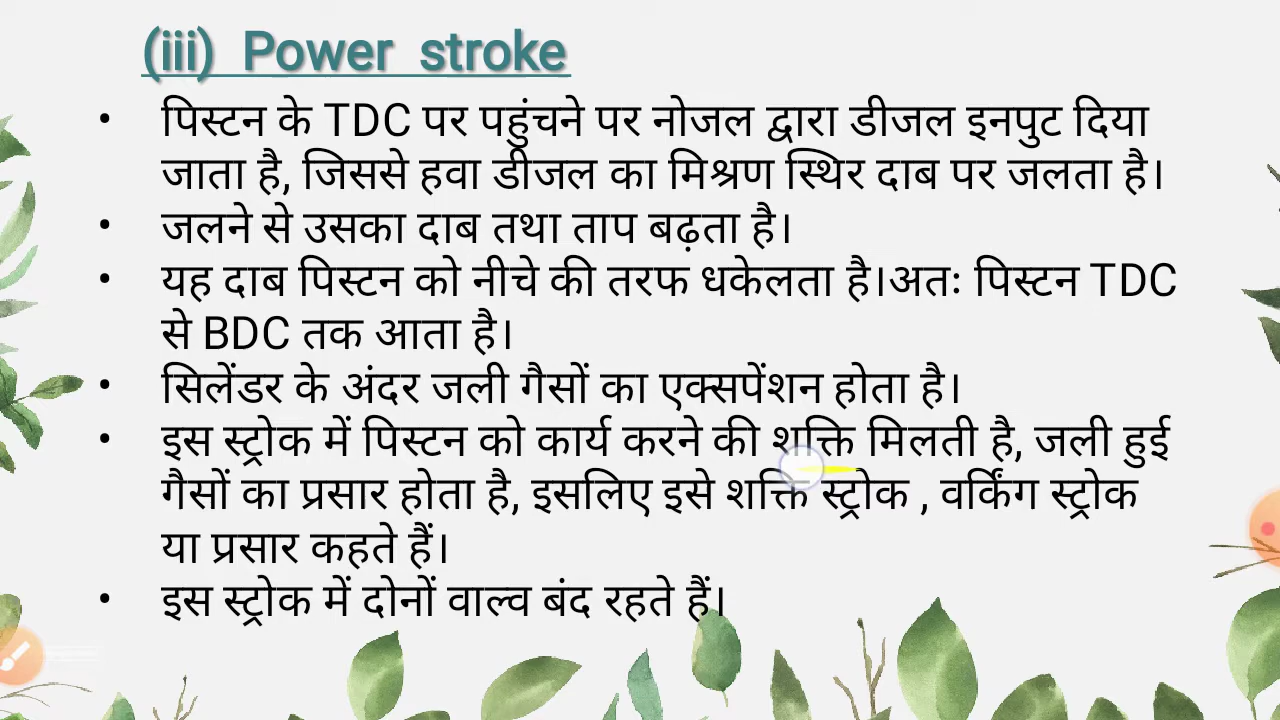 (iii) Power stroke
• पिस्टन के TDC पर पहुंचने पर नोजल द्वारा डीजल इनपुट दिया
जाता है, जिससे हवा डीजल का मिश्रण स्थिर दाब पर जलता है।
• जलने से उसका दाब तथा ताप बढ़ता है।
• यह दाब पिस्टन को नीचे की तरफ धकेलता है।अतः पिस्टन TDC
से BDC तक आता है।
• सिलेंडर के अंदर जली गैसों का एक्सपेंशन होता है।
• इस स्ट्रोक में पिस्टन को कार्य करने की शक्ति मिलती है, जली हुई
गैसों का प्रसार होता है, इसलिए इसे शक्ति स्ट्रोक , वर्किंग स्ट्रोक
या प्रसार कहते हैं।
• इस स्ट्रोक में दोनों वाल्व बंद रहते हैं।